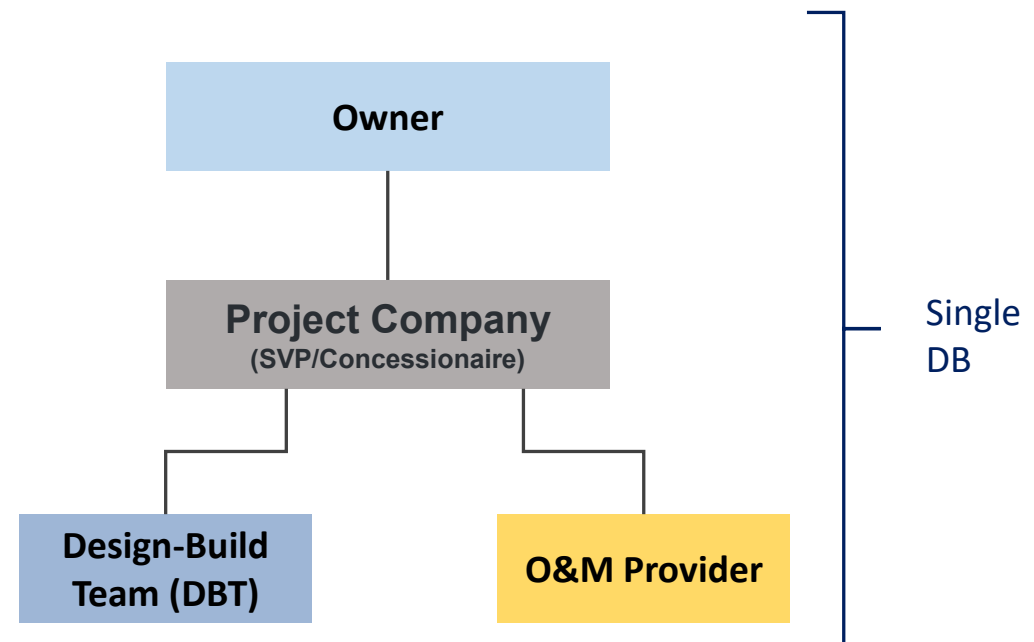 Owner
Project Company
(SVP/Concessionaire)
Single
DB
Design-Build
Team (DBT)
O&M Provider